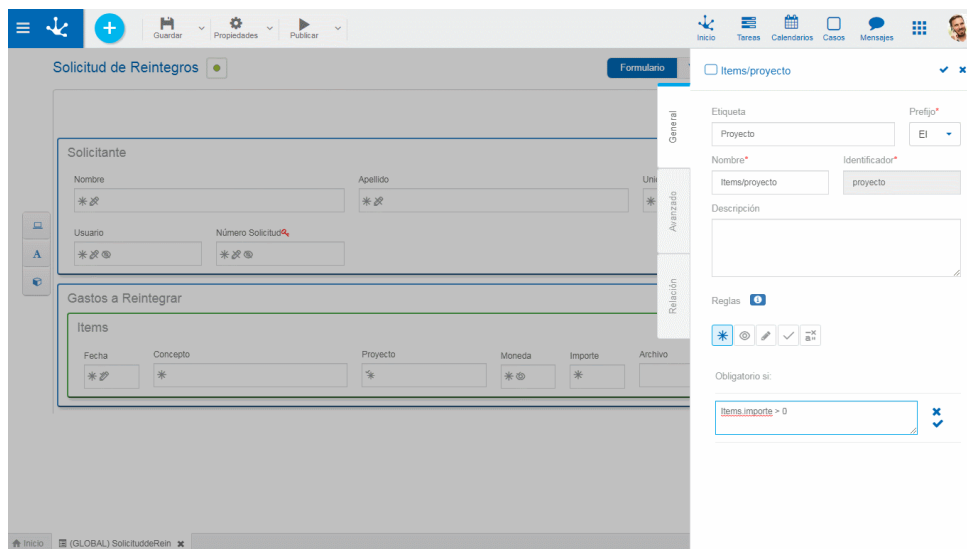 Guardar
Propiedades
Publicar
Inicio
Tareas
Calendarios
Casos
Mensajes
Solicitud de Reintegros
Formulario
Items/proyecto
General
Avanzado
Relación
Etiqueta
Prefijo*
Proyecto
El
Nombre*
Identificador*
Items/proyecto
proyecto
Descripción
Reglas
Obligatorio si:
Items.importe > 0
Solicitante
Nombre
Apellido
Usuario
Número Solicitud
A
Gastos a Reintegrar
Items
Fecha
Concepto
Proyecto
Moneda
Importe
Archivo
Inicio
(GLOBAL) SolicituddeRein